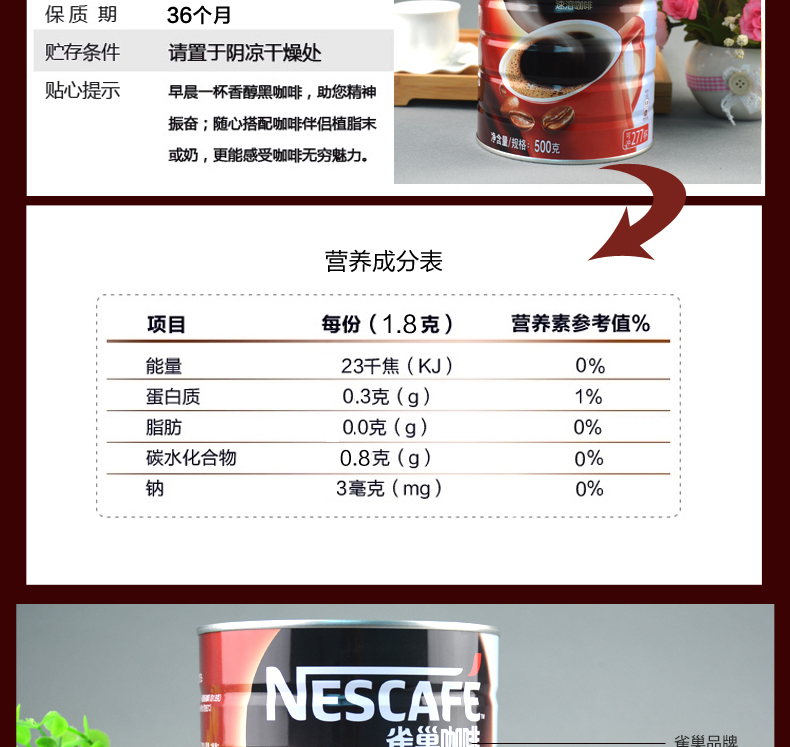 保 质 期 36个月
速溶咖啡
贮存条件 请置于阴凉干燥处
贴心提示 早晨一杯香醇黑咖啡，助您精神
振奋；随心搭配咖啡伴侣植脂末
或奶，更能感受咖啡无穷魅力。
净含量/规格：500克
277杯
营养成分表
项目 每份（1.8克） 营养素参考值%
能量 23千焦（KJ） 0%
蛋白质 0.3克（g） 1%
脂肪 0.0克（g） 0%
碳水化合物 0.8克（g） 0%
钠 3毫克（mg） 0%
NESCAFÉ
雀巢咖啡
雀巢品牌